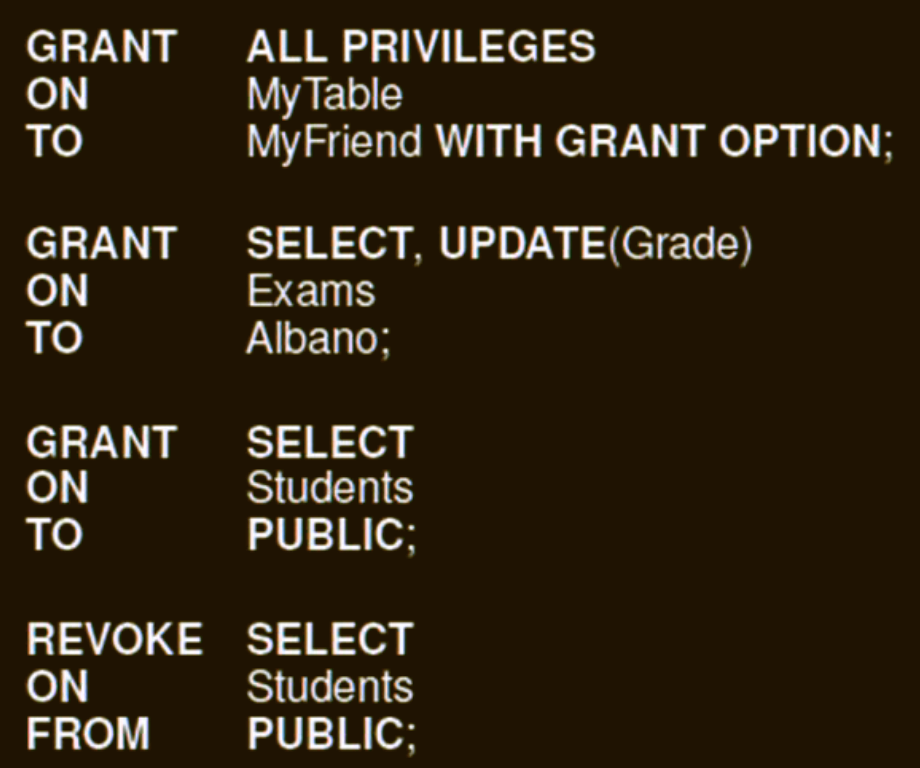 GRANT ALL PRIVILEGES
ON MyTable
TO MyFriend WITH GRANT OPTION;
GRANT SELECT, UPDATE(Grade)
ON Exams
TO Albano;
GRANT SELECT
ON Students
TO PUBLIC;
REVOKE SELECT
ON Students
FROM PUBLIC;